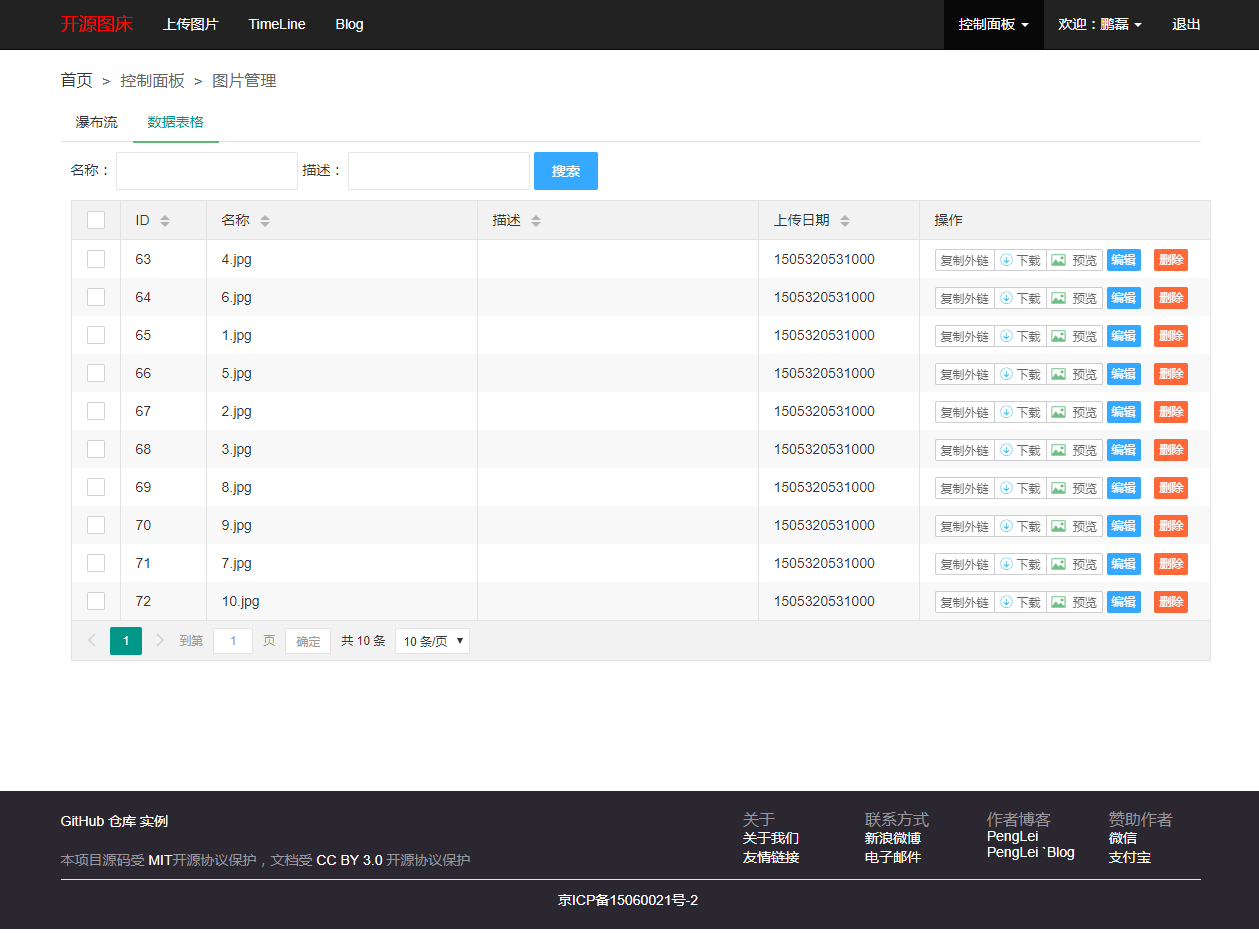 开源图床 上传图片 TimeLine Blog 控制面板 欢迎：鹏磊 退出
首页 > 控制面板 > 图片管理
瀑布流 数据表格
名称： 描述： 搜索
ID 名称 描述 上传日期 操作
63 4.jpg 1505320531000 复制外链 下载 预览 编辑 删除
64 6.jpg 1505320531000 复制外链 下载 预览 编辑 删除
65 1.jpg 1505320531000 复制外链 下载 预览 编辑 删除
66 5.jpg 1505320531000 复制外链 下载 预览 编辑 删除
67 2.jpg 1505320531000 复制外链 下载 预览 编辑 删除
68 3.jpg 1505320531000 复制外链 下载 预览 编辑 删除
69 8.jpg 1505320531000 复制外链 下载 预览 编辑 删除
70 9.jpg 1505320531000 复制外链 下载 预览 编辑 删除
71 7.jpg 1505320531000 复制外链 下载 预览 编辑 删除
72 10.jpg 1505320531000 复制外链 下载 预览 编辑 删除
1 到第 1 页 确定 共 10 条 10 条/页
GitHub 仓库 实例
本项目源码受 MIT开源协议保护，文档受 CC BY 3.0 开源协议保护
关于
关于我们
友情链接
联系方式
新浪微博
电子邮件
作者博客
PengLei
PengLei `Blog
赞助作者
微信
支付宝
京ICP备15060021号-2